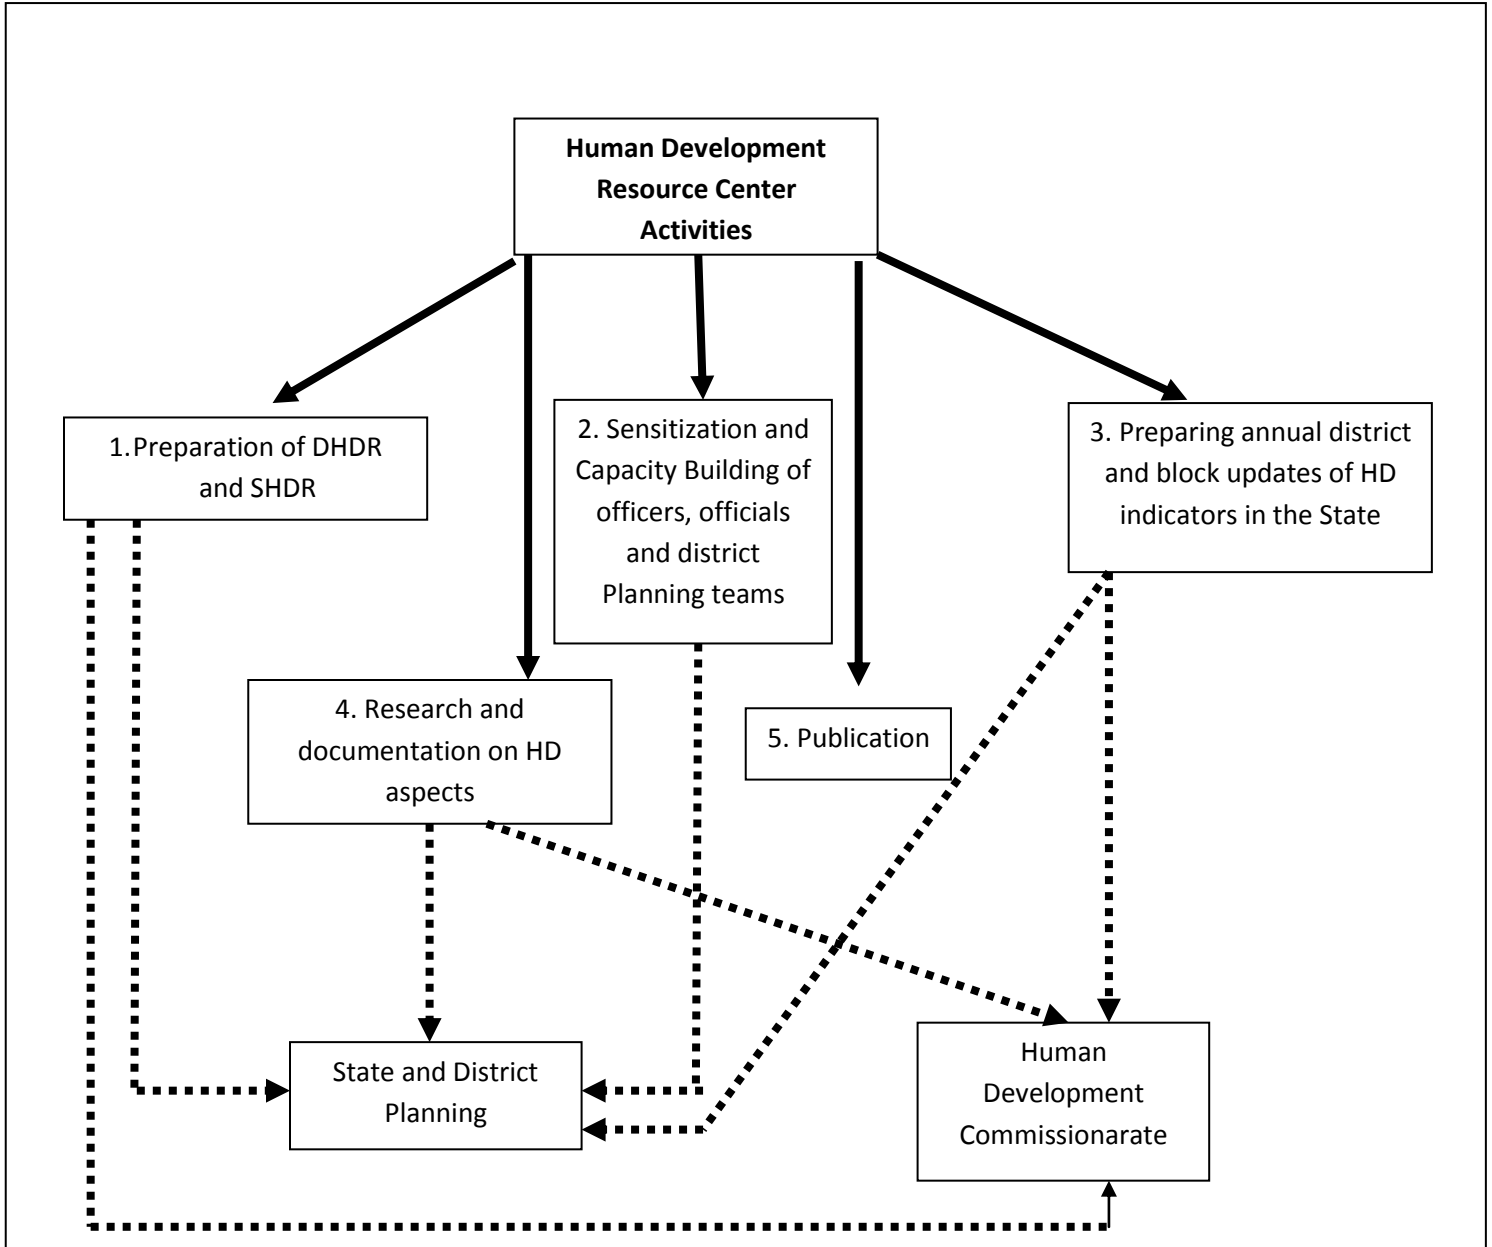 Human Development
Resource Center
Activities
1.Preparation of DHDR
and SHDR
2. Sensitization and
Capacity Building of
officers, officials
and district
Planning teams
3. Preparing annual district
and block updates of HD
indicators in the State
4. Research and
documentation on HD
aspects
5. Publication
State and District
Planning
Human
Development
Commissionarate